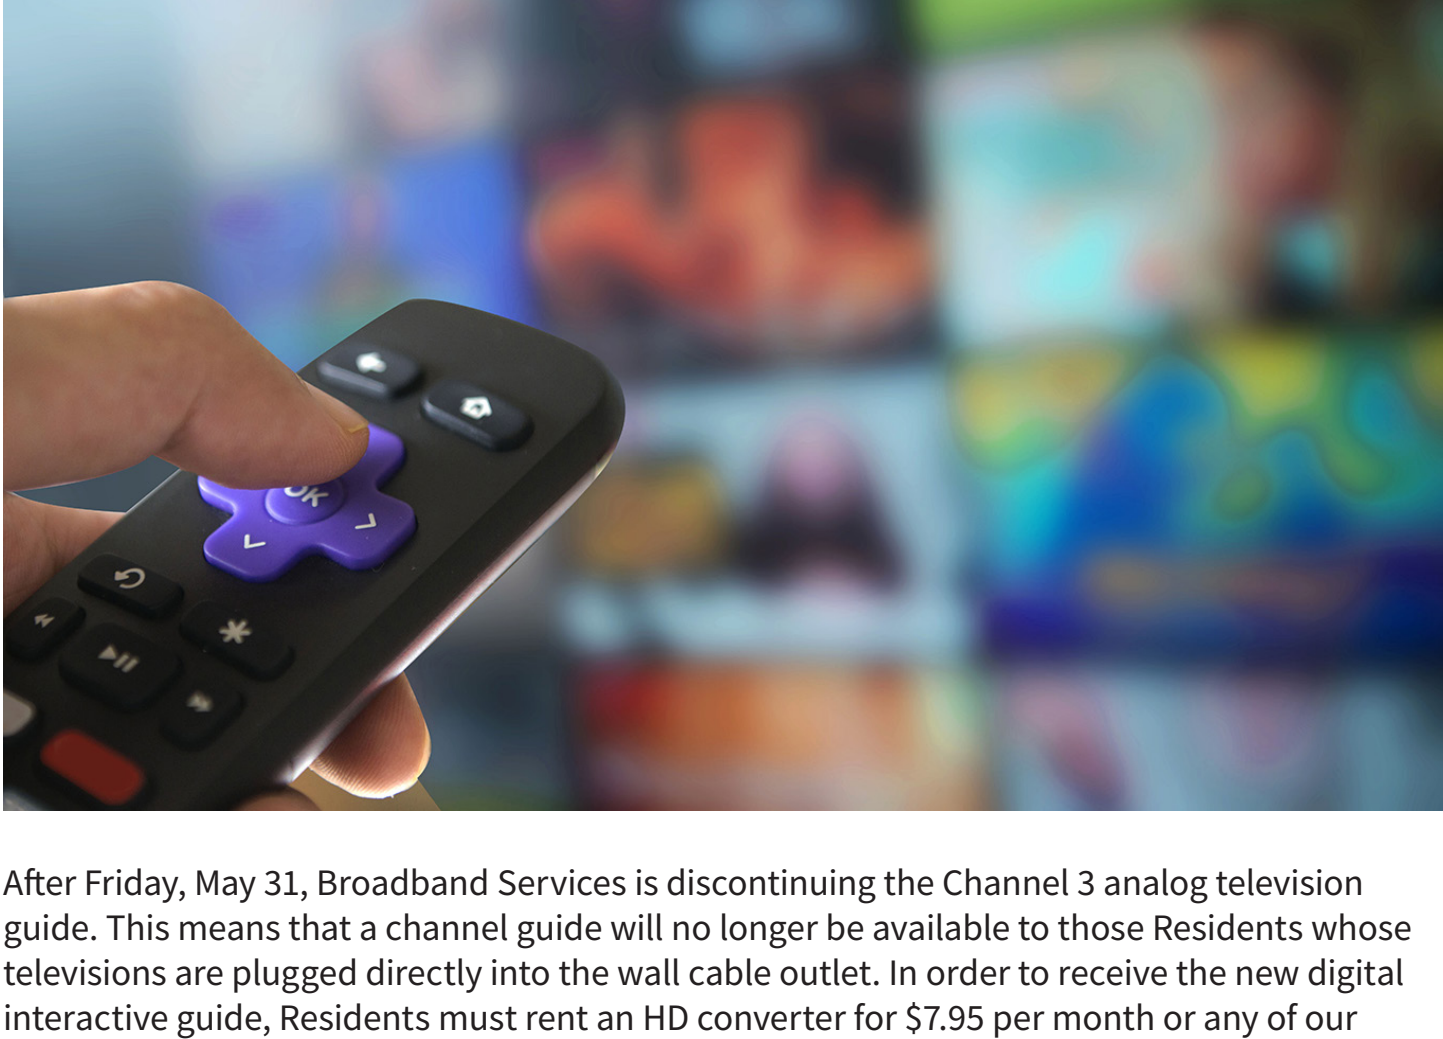 OK
After Friday, May 31, Broadband Services is discontinuing the Channel 3 analog television
guide. This means that a channel guide will no longer be available to those Residents whose
televisions are plugged directly into the wall cable outlet. In order to receive the new digital
interactive guide, Residents must rent an HD converter for $7.95 per month or any of our